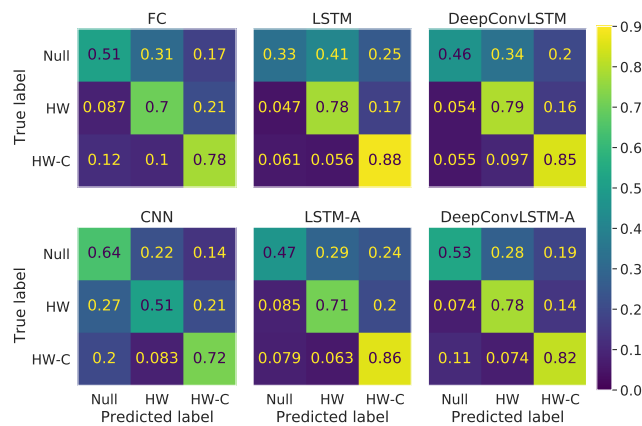 FC LSTM DeepConvLSTM
True label
Null 0.51 0.31 0.17 0.33 0.41 0.25 0.46 0.34 0.2
HW 0.087 0.7 0.21 0.047 0.78 0.17 0.054 0.79 0.16
HW-C 0.12 0.1 0.78 0.061 0.056 0.88 0.055 0.097 0.85
CNN LSTM-A DeepConvLSTM-A
True label
Null 0.64 0.22 0.14 0.47 0.29 0.24 0.53 0.28 0.19
HW 0.27 0.51 0.21 0.085 0.71 0.2 0.074 0.78 0.14
HW-C 0.2 0.083 0.72 0.079 0.063 0.86 0.11 0.074 0.82
Null HW HW-C Null HW HW-C Null HW HW-C
Predicted label Predicted label Predicted label
0.9
0.8
0.7
0.6
0.5
0.4
0.3
0.2
0.1
0.0